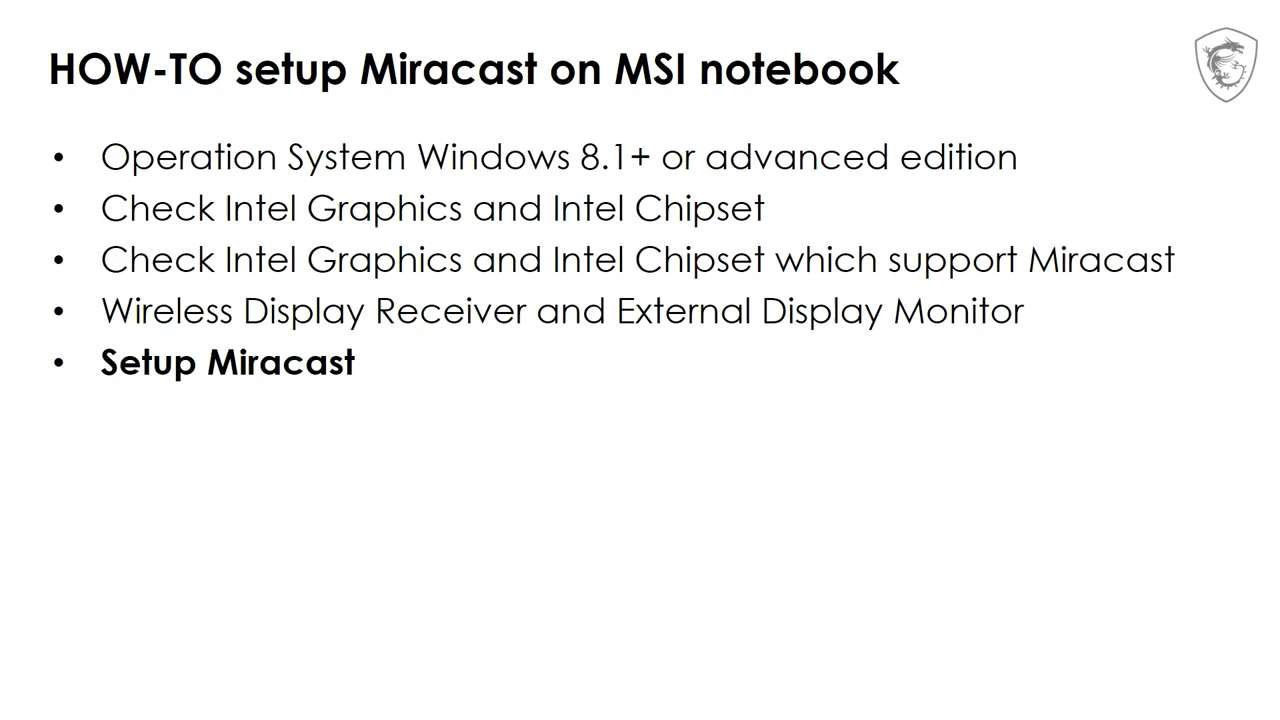 HOW-TO setup Miracast on MSI notebook
• Operation System Windows 8.1+ or advanced edition
• Check Intel Graphics and Intel Chipset
• Check Intel Graphics and Intel Chipset which support Miracast
• Wireless Display Receiver and External Display Monitor
• Setup Miracast